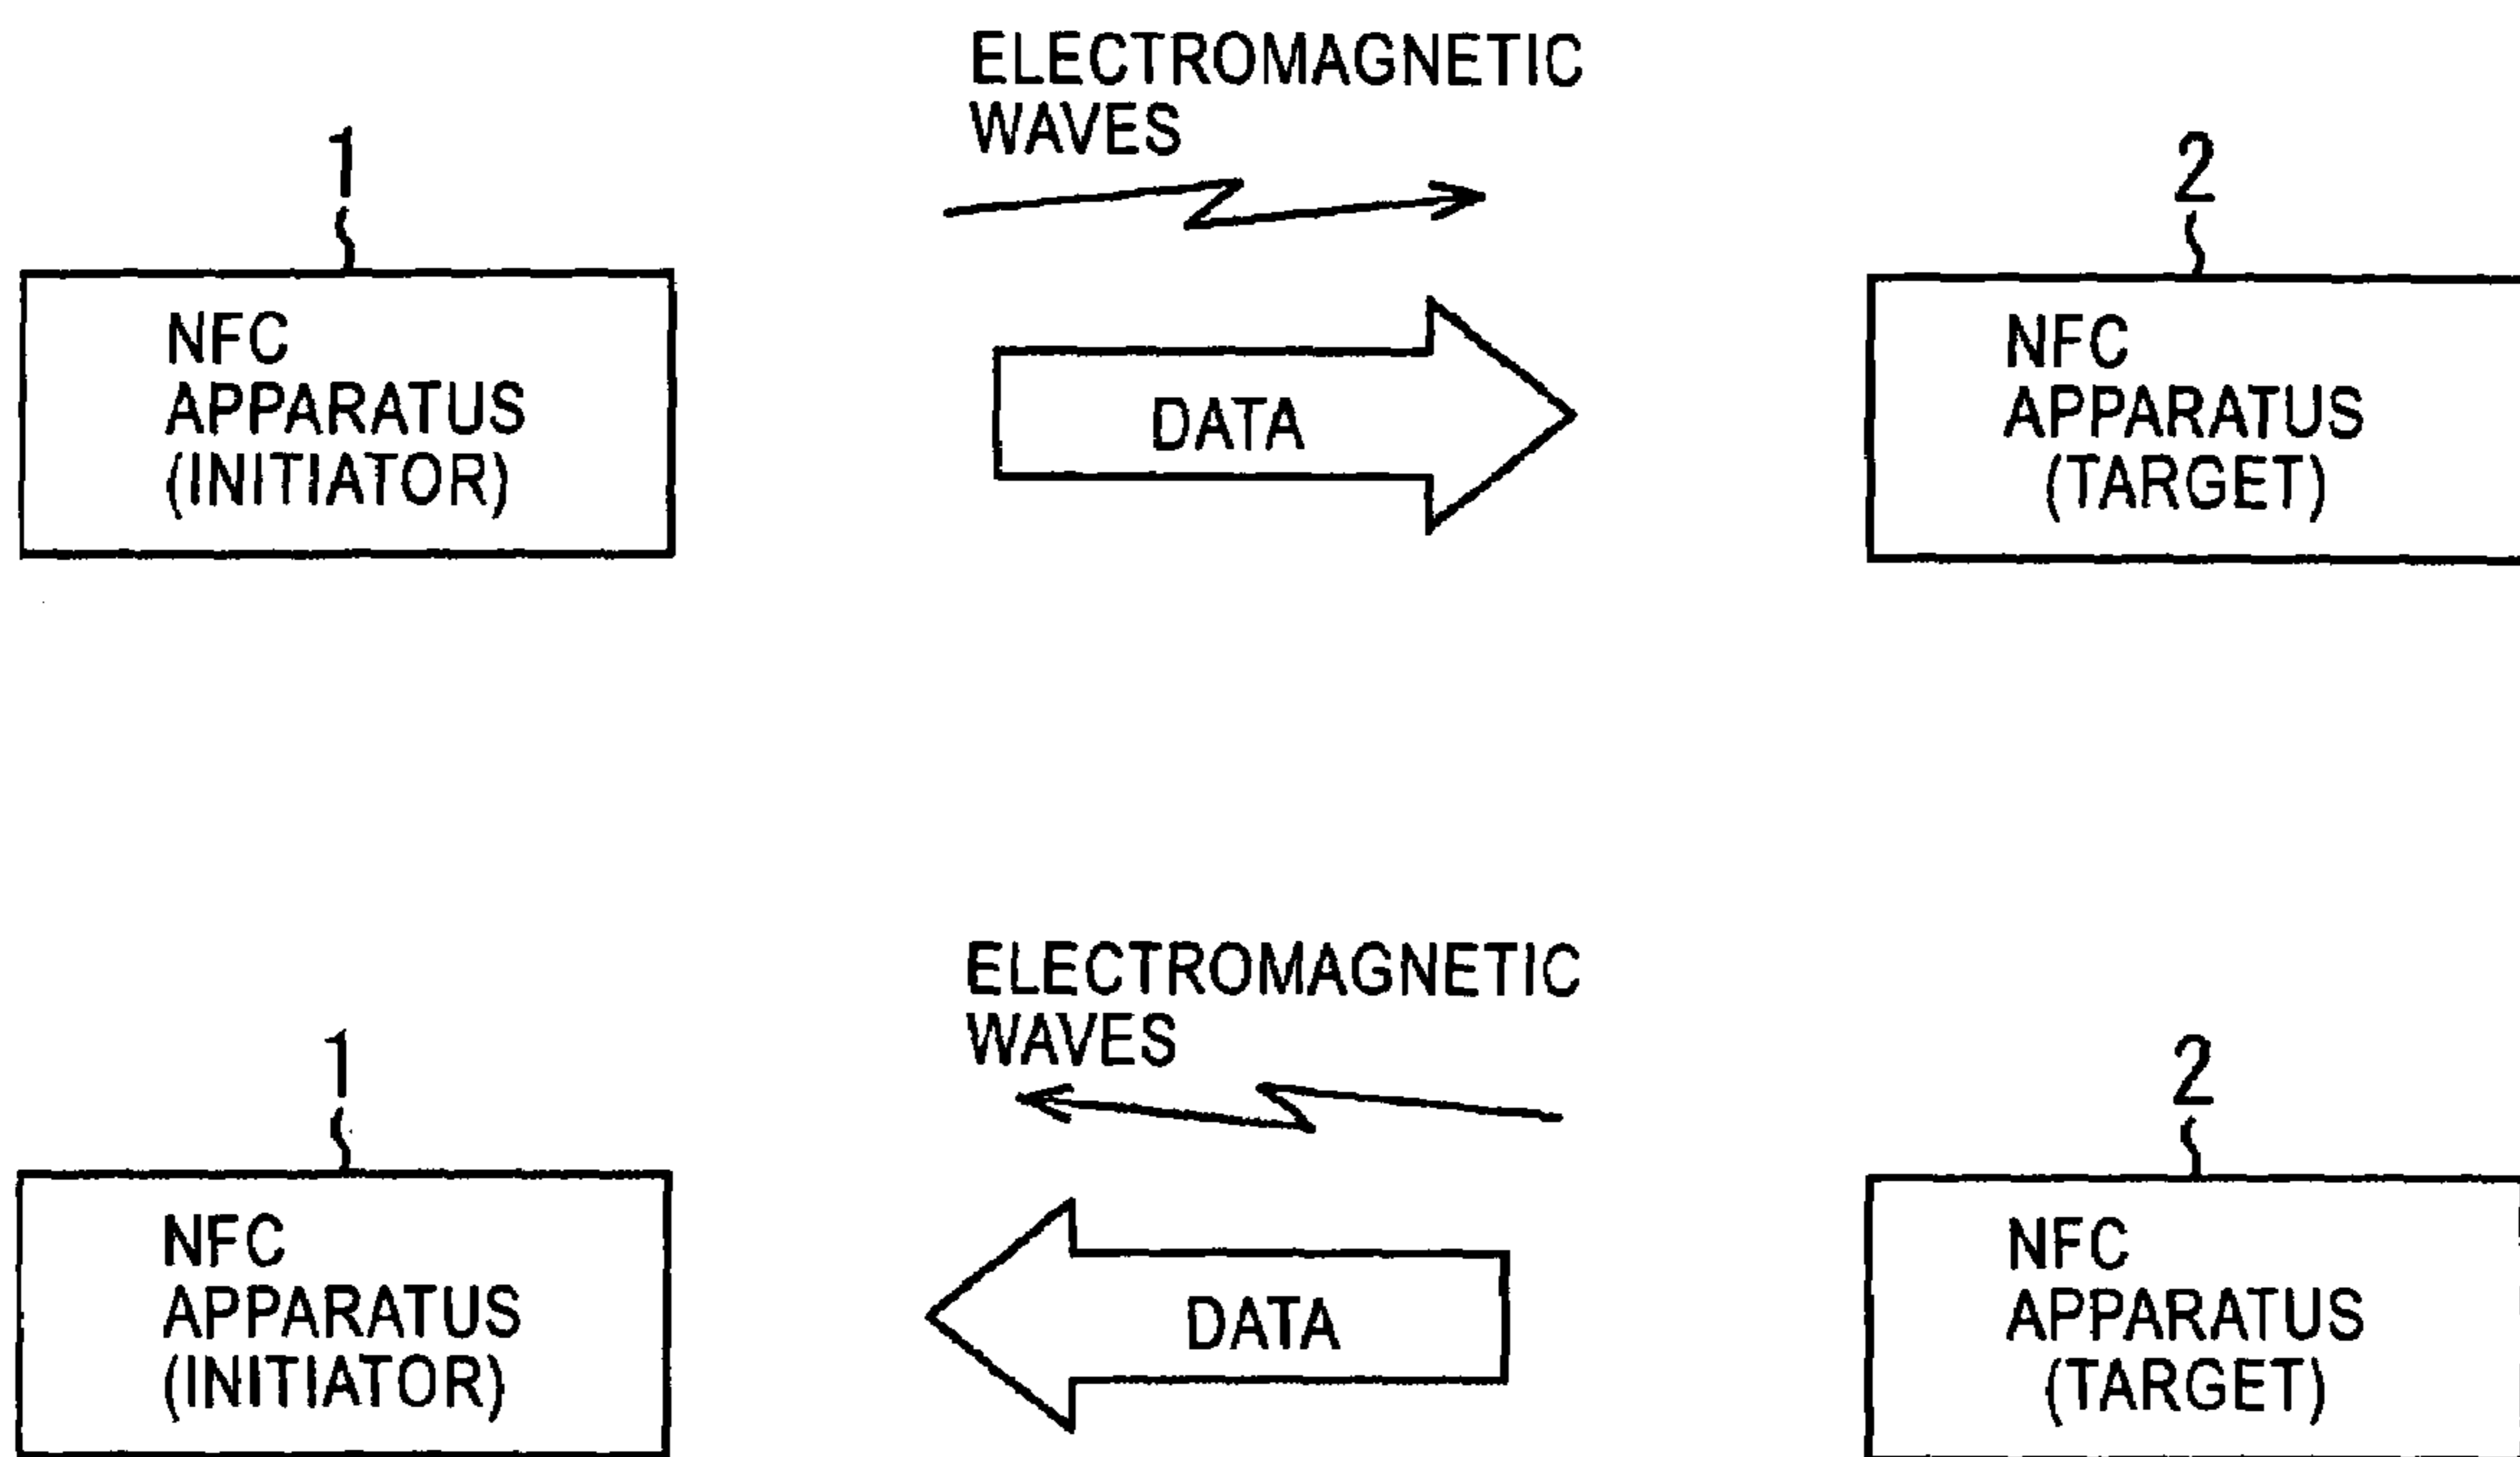 ELECTROMAGNETIC
WAVES
1
2
NFC
APPARATUS
(INITIATOR)
DATA
NFC
APPARATUS
(TARGET)
ELECTROMAGNETIC
WAVES
1
2
NFC
APPARATUS
(INITIATOR)
DATA
NFC
APPARATUS
(TARGET)